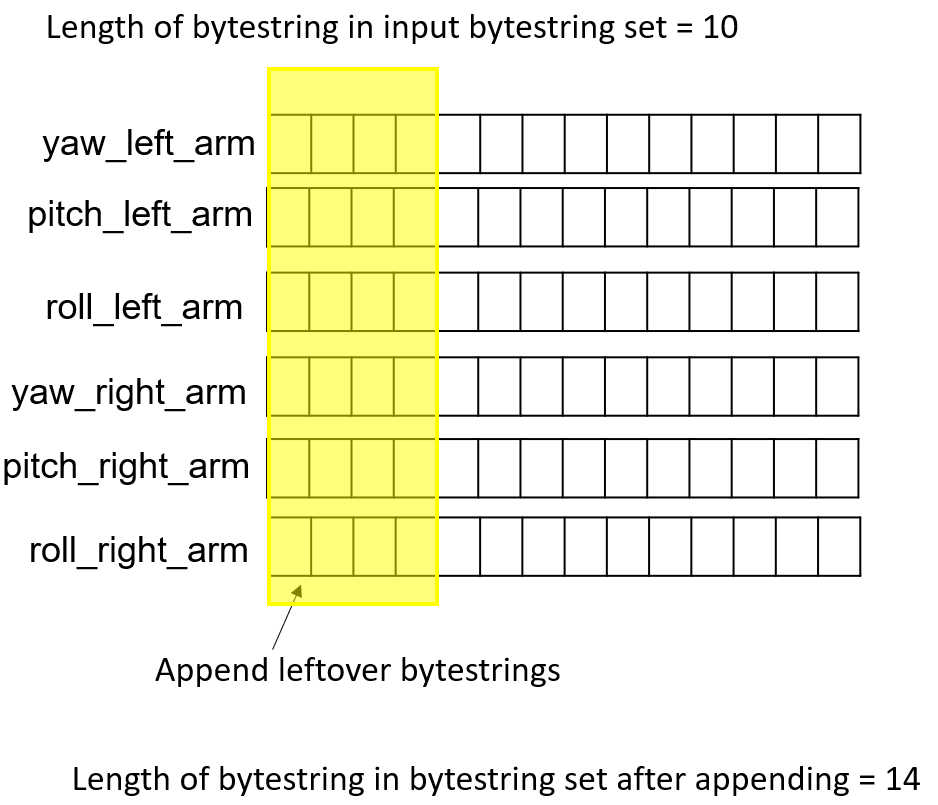 Length of bytestring in input bytestring set = 10
yaw_left_arm
pitch_left_arm
roll_left_arm
yaw_right_arm
pitch_right_arm
roll_right_arm
Append leftover bytestrings
Length of bytestring in bytestring set after appending = 14